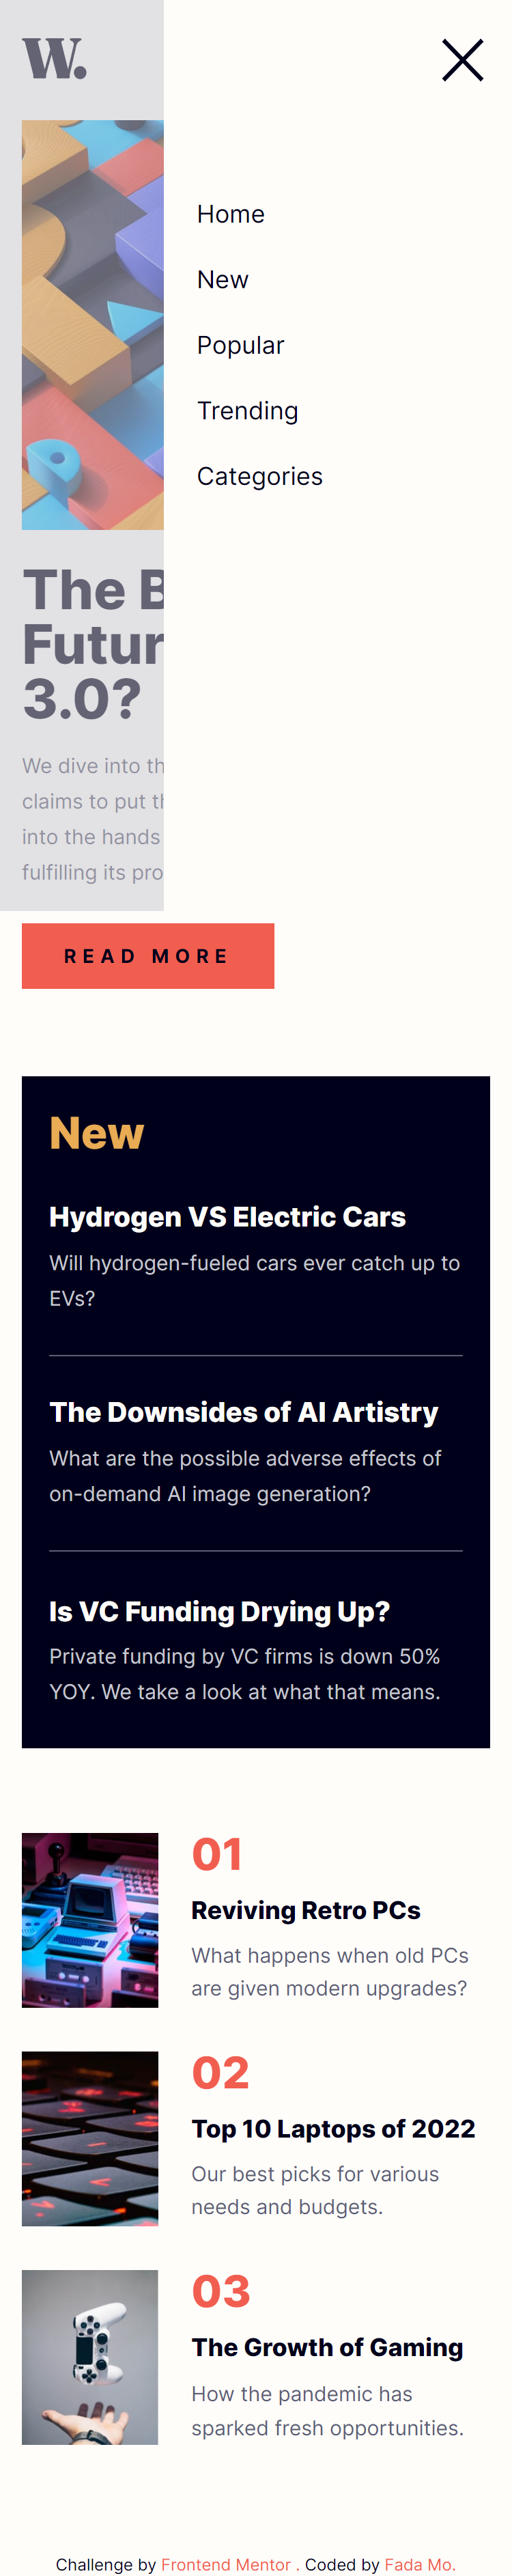 W.
Home
New
Popular
Trending
Categories
The B
Futur
3.0?
We dive into th
claims to put th
into the hands
fulfilling its pro
READ MORE
New
Hydrogen VS Electric Cars
Will hydrogen-fueled cars ever catch up to
EVs?
The Downsides of AI Artistry
What are the possible adverse effects of
on-demand AI image generation?
Is VC Funding Drying Up?
Private funding by VC firms is down 50%
YOY. We take a look at what that means.
01
Reviving Retro PCs
What happens when old PCs
are given modern upgrades?
02
Top 10 Laptops of 2022
Our best picks for various
needs and budgets.
03
The Growth of Gaming
How the pandemic has
sparked fresh opportunities.
Challenge by Frontend Mentor . Coded by Fada Mo.